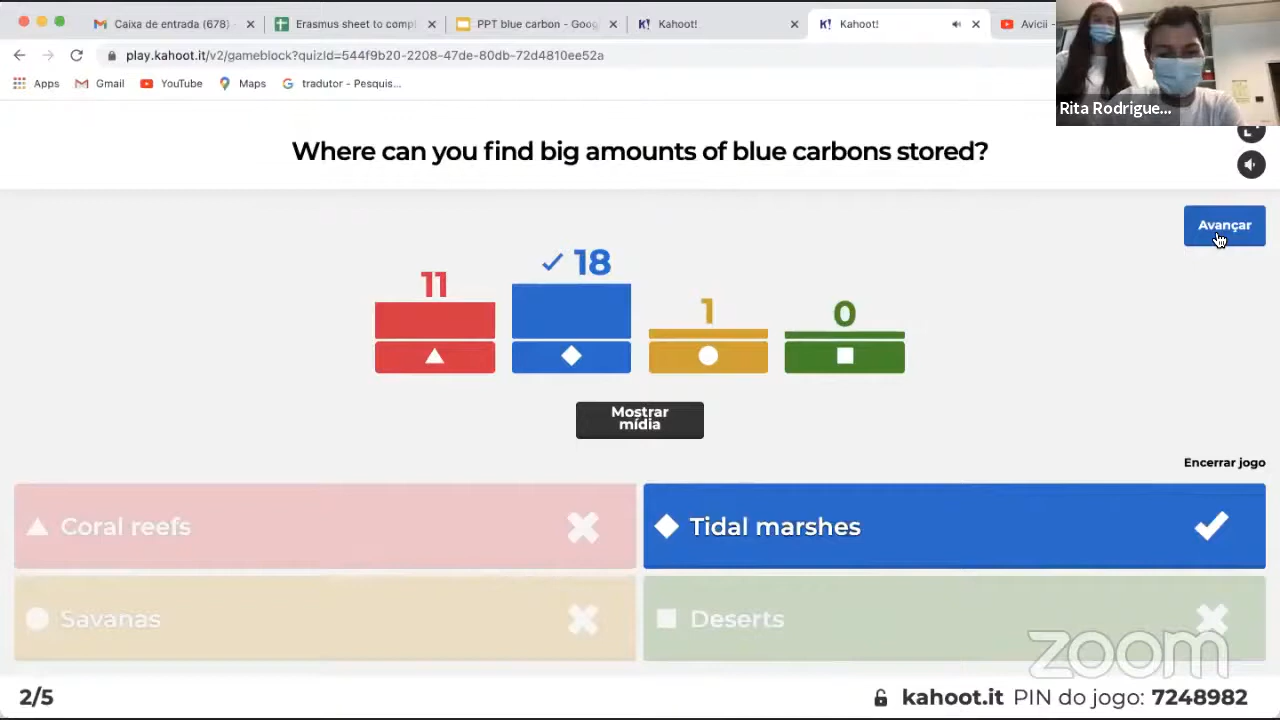 Caixa de entrada (678)
Erasmus sheet to compl
PPT blue carbon - Goog
K! Kahoot!
K! Kahoot!
Avicii -
play.kahoot.it/v2/gameblock?quizId=544f9b20-2208-47de-80db-72d4810ee52a
Apps
Gmail
YouTube
Maps
G tradutor - Pesquis...
Rita Rodrigue...
Where can you find big amounts of blue carbons stored?
Avançar
11
18
1
0
Mostrar
mídia
Encerrar jogo
Coral reefs
Tidal marshes
Savanas
Deserts
zoom
2/5
kahoot.it PIN do jogo: 7248982